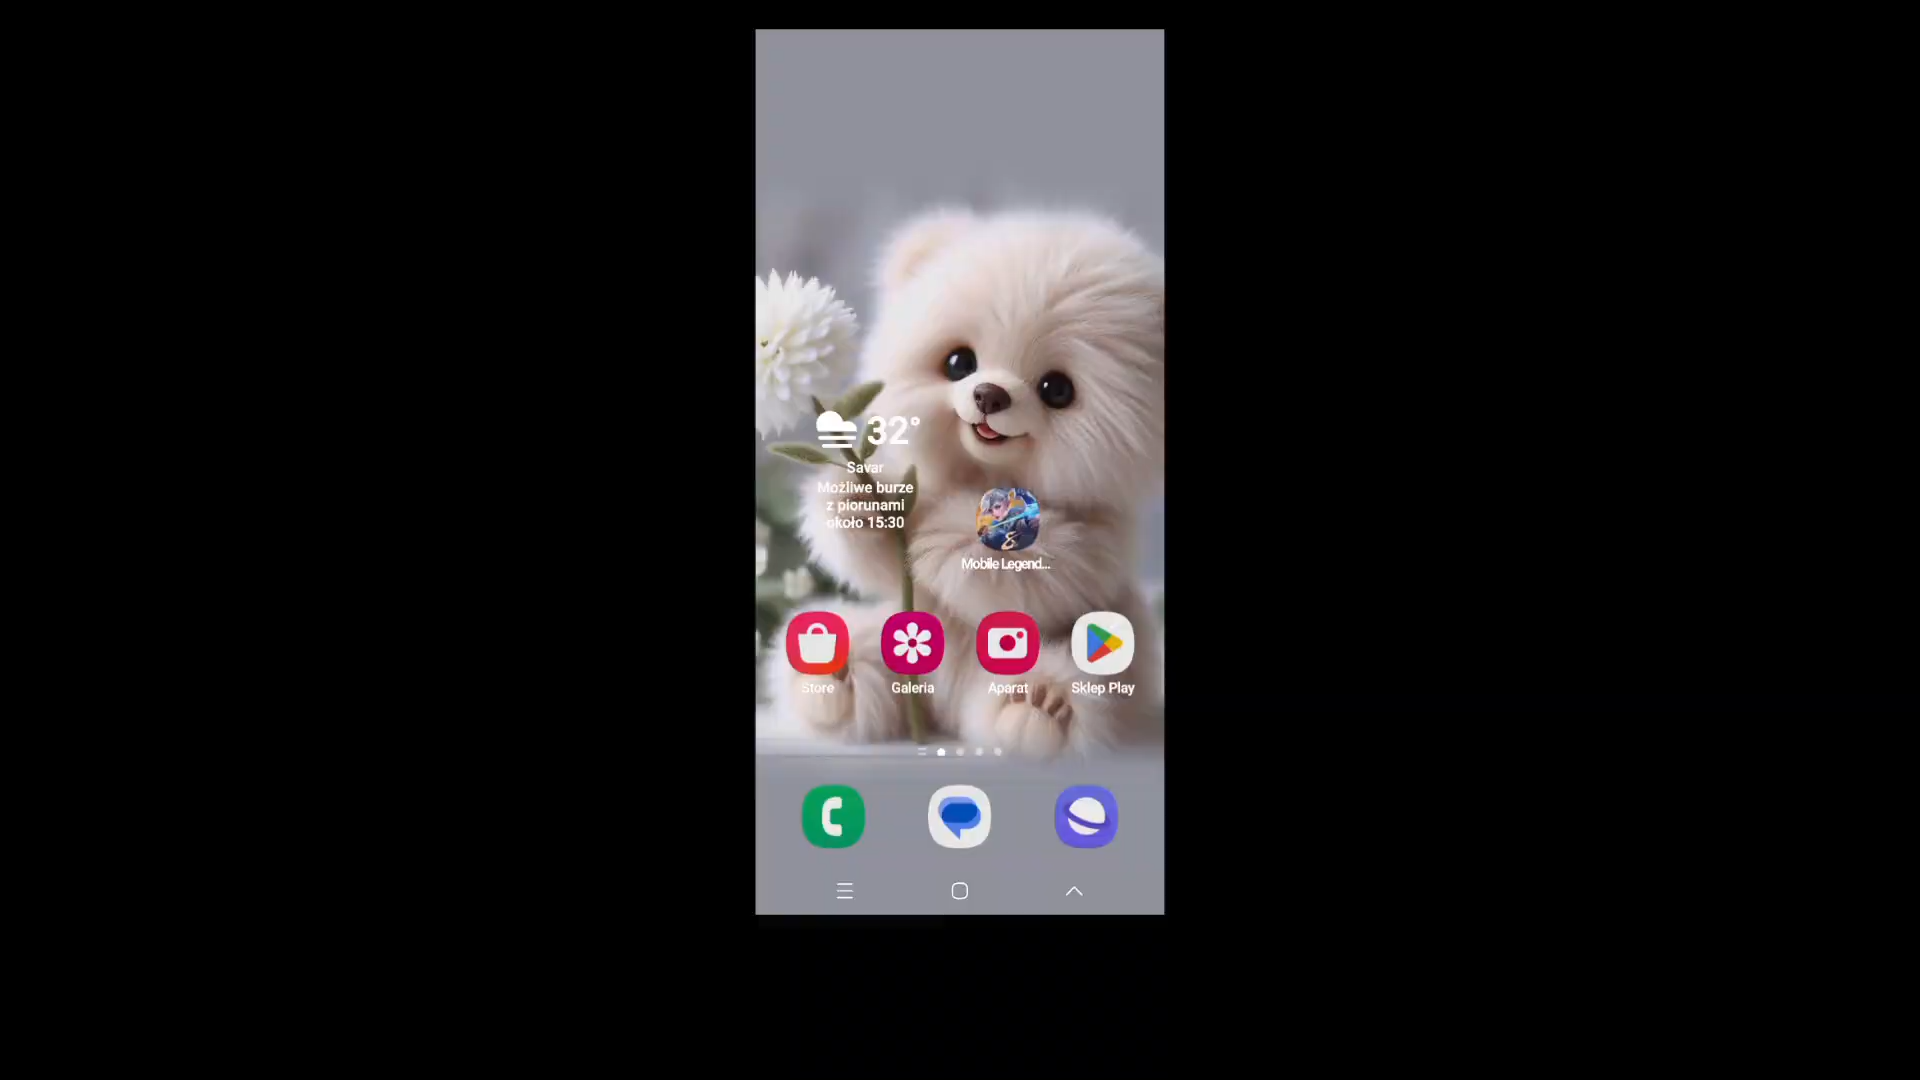 32°
Savar
Możliwe burze
z piorunami
około 15:30
Mobile Legend...
Store
Galeria
Aparat
Sklep Play